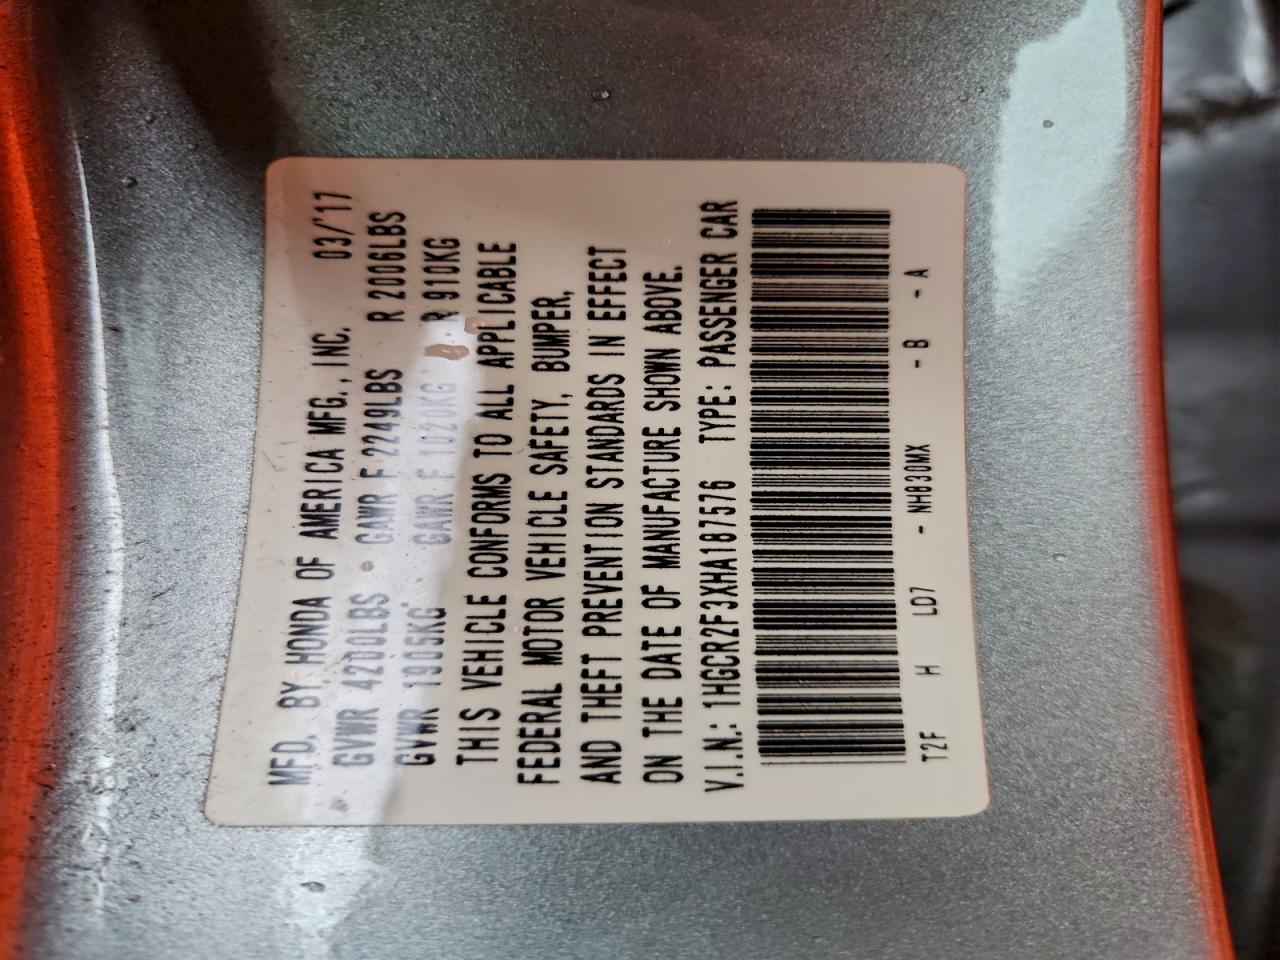 MFD. BY HONDA OF AMERICA MFG., INC. 03/'17
GVWR 4200LBS GAWR F 2249LBS R 2006LBS
GVWR 1905KG GAWR F 1020KG R 910KG
THIS VEHICLE CONFORMS TO ALL APPLICABLE
FEDERAL MOTOR VEHICLE SAFETY, BUMPER,
AND THEFT PREVENTION STANDARDS IN EFFECT
ON THE DATE OF MANUFACTURE SHOWN ABOVE.
V.I.N.: 1HGCR2F3XHA187576 TYPE: PASSENGER CAR
T2F H LD7 - NH830MX - B - A